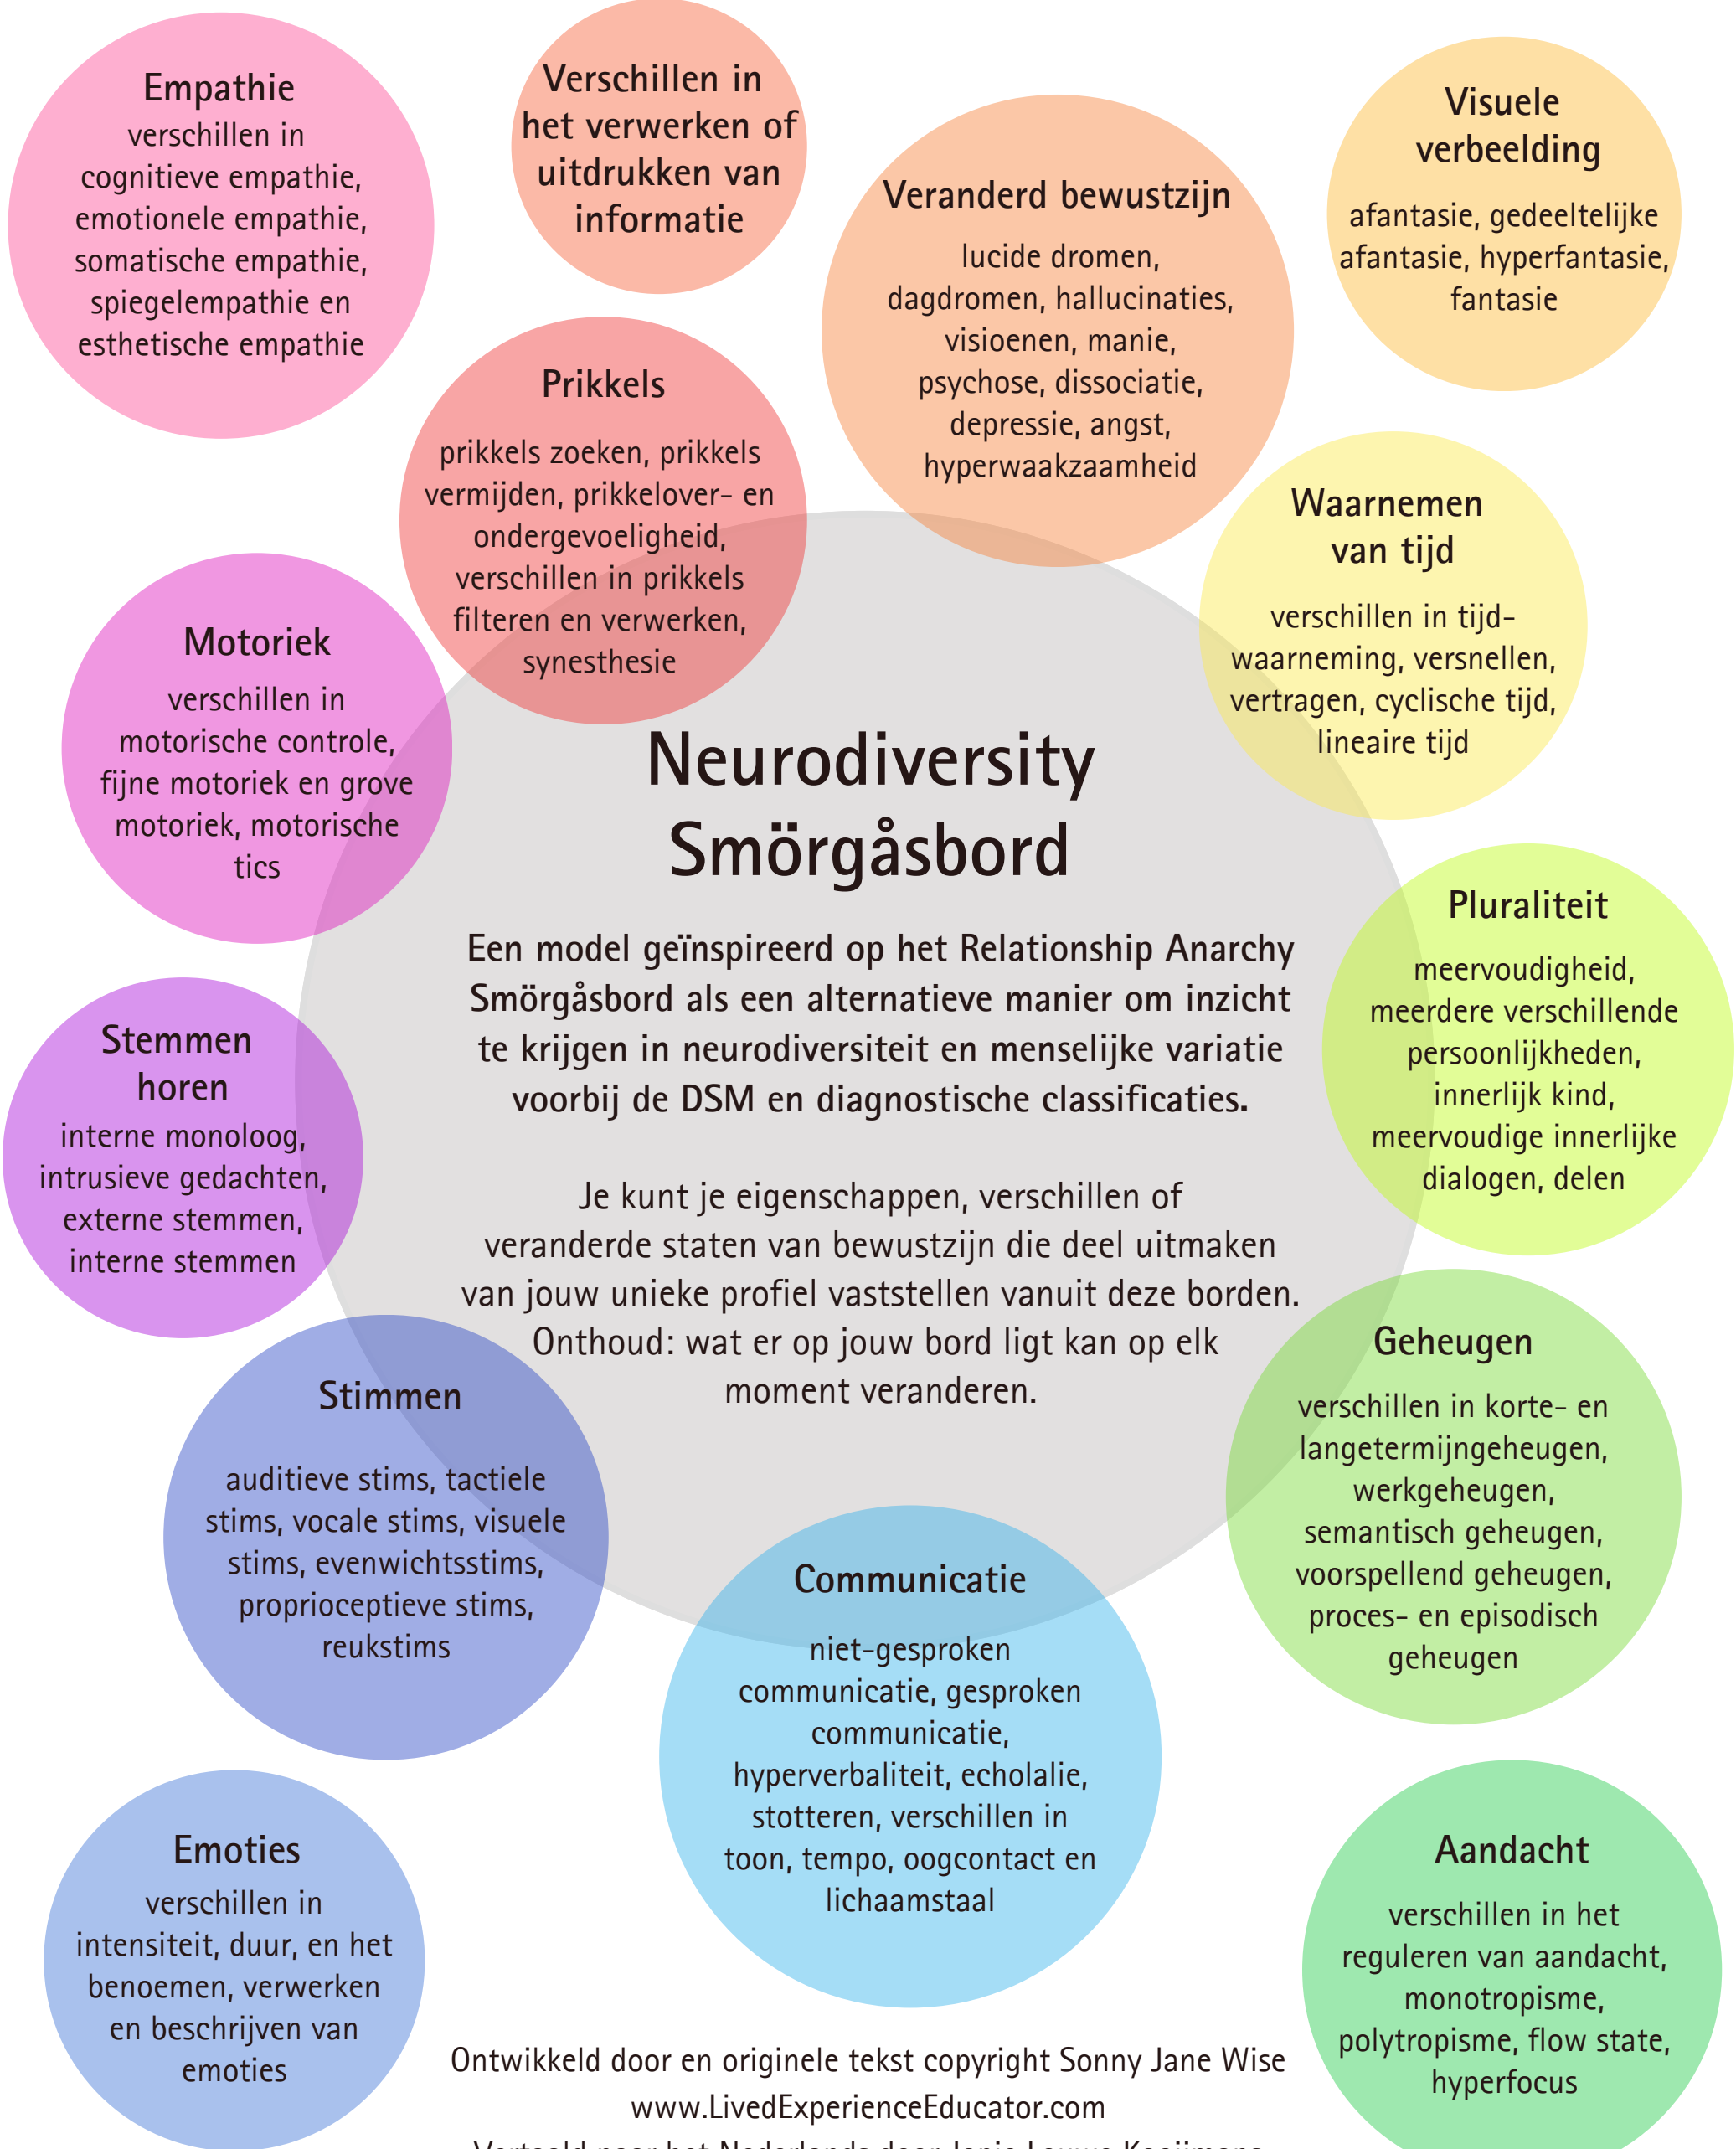 Empathie
verschillen in
cognitieve empathie,
emotionele empathie,
somatische empathie,
spiegelempathie en
esthetische empathie
Verschillen in
het verwerken of
uitdrukken van
informatie
Veranderd bewustzijn
lucide dromen,
dagdromen, hallucinaties,
visioenen, manie,
psychose, dissociatie,
depressie, angst,
hyperwaakzaamheid
Visuele
verbeelding
afantasie, gedeeltelijke
afantasie, hyperfantasie,
fantasie
Prikkels
prikkels zoeken, prikkels
vermijden, prikkelover- en
ondergevoeligheid,
verschillen in prikkels
filteren en verwerken,
synesthesie
Waarnemen
van tijd
verschillen in tijd-
waarneming, versnellen,
vertragen, cyclische tijd,
lineaire tijd
Motoriek
verschillen in
motorische controle,
fijne motoriek en grove
motoriek, motorische
tics
Neurodiversity
Smörgåsbord
Een model geïnspireerd op het Relationship Anarchy
Smörgåsbord als een alternatieve manier om inzicht
te krijgen in neurodiversiteit en menselijke variatie
voorbij de DSM en diagnostische classificaties.
Je kunt je eigenschappen, verschillen of
veranderde staten van bewustzijn die deel uitmaken
van jouw unieke profiel vaststellen vanuit deze borden.
Onthoud: wat er op jouw bord ligt kan op elk
moment veranderen.
Pluraliteit
meervoudigheid,
meerdere verschillende
persoonlijkheden,
innerlijk kind,
meervoudige innerlijke
dialogen, delen
Stemmen
horen
interne monoloog,
intrusieve gedachten,
externe stemmen,
interne stemmen
Geheugen
verschillen in korte- en
langetermijngeheugen,
werkgeheugen,
semantisch geheugen,
voorspellend geheugen,
proces- en episodisch
geheugen
Stimmen
auditieve stims, tactiele
stims, vocale stims, visuele
stims, evenwichtsstims,
proprioceptieve stims,
reukstims
Communicatie
niet-gesproken
communicatie, gesproken
communicatie,
hyperverbaliteit, echolalie,
stotteren, verschillen in
toon, tempo, oogcontact en
lichaamstaal
Emoties
verschillen in
intensiteit, duur, en het
benoemen, verwerken
en beschrijven van
emoties
Aandacht
verschillen in het
reguleren van aandacht,
monotropisme,
polytropisme, flow state,
hyperfocus
Ontwikkeld door en originele tekst copyright Sonny Jane Wise
www.LivedExperienceEducator.com
Vertaald naar het Nederlands door